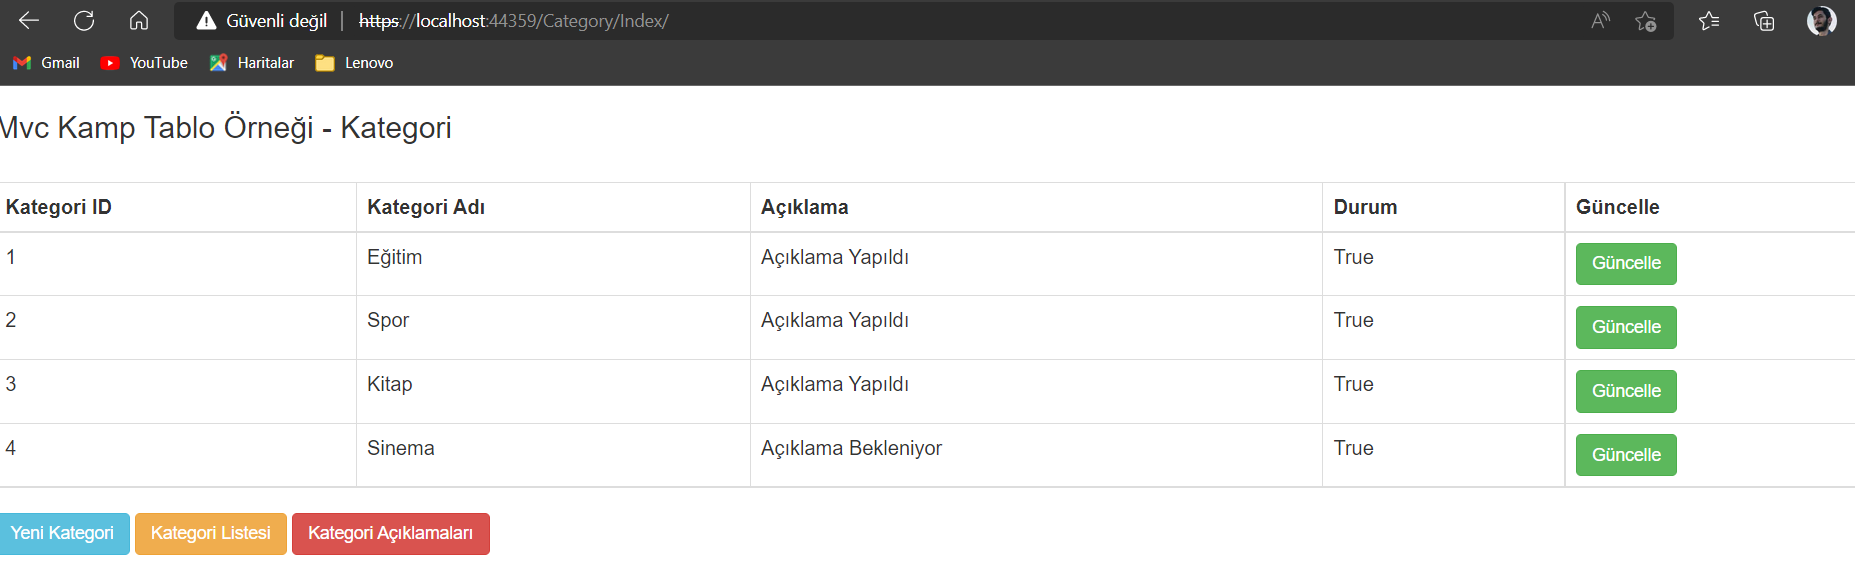 Güvenli değil | https://localhost:44359/Category/Index/
Gmail YouTube Haritalar Lenovo
Mvc Kamp Tablo Örneği - Kategori
Kategori ID Kategori Adı Açıklama Durum Güncelle
1 Eğitim Açıklama Yapıldı True Güncelle
2 Spor Açıklama Yapıldı True Güncelle
3 Kitap Açıklama Yapıldı True Güncelle
4 Sinema Açıklama Bekleniyor True Güncelle
Yeni Kategori Kategori Listesi Kategori Açıklamaları